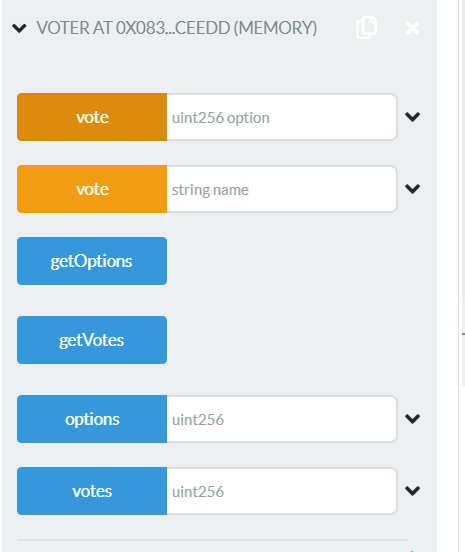 VOTER AT 0X083...CEEDD (MEMORY)
vote uint256 option
vote string name
getOptions
getVotes
options uint256
votes uint256